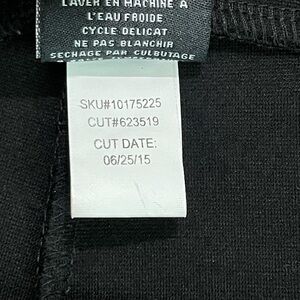 LAVER EN MACHINE À
L'EAU FROIDE
CYCLE DÉLICAT
NE PAS BLANCHIR
SÉCHAGE PAR CULBUTAGE
SKU#10175225
CUT#623519
CUT DATE:
06/25/15